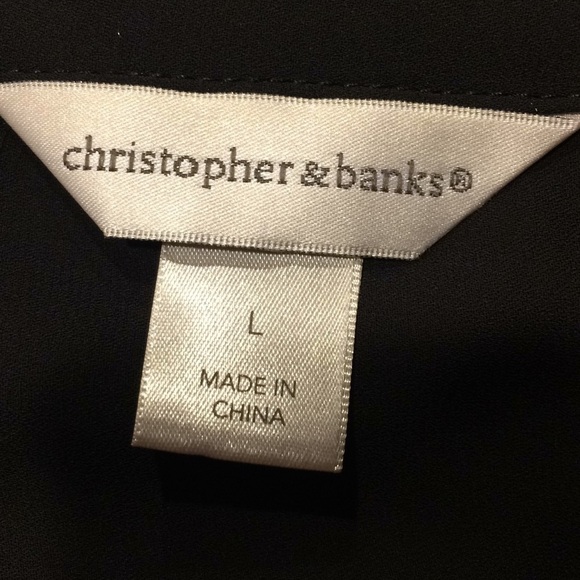 christopher & banks®
L
MADE IN
CHINA